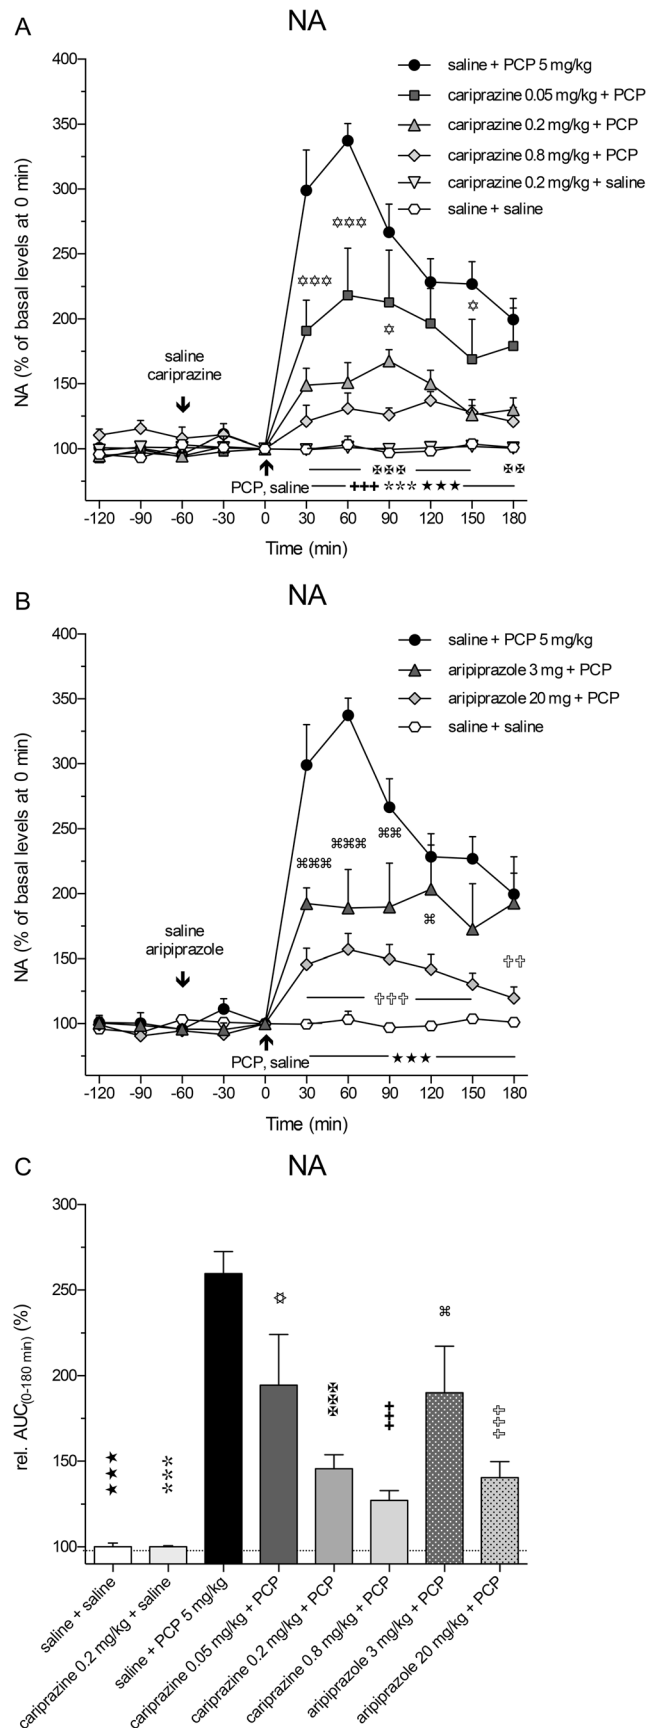 A
NA
NA (% of basal levels at 0 min)
400
350
300
250
200
150
100
saline + PCP 5 mg/kg
cariprazine 0.05 mg/kg + PCP
cariprazine 0.2 mg/kg + PCP
cariprazine 0.8 mg/kg + PCP
cariprazine 0.2 mg/kg + saline
saline + saline
saline
cariprazine
PCP, saline
-120 -90 -60 -30 0 30 60 90 120 150 180
Time (min)
B
NA
NA (% of basal levels at 0 min)
400
350
300
250
200
150
100
saline + PCP 5 mg/kg
aripiprazole 3 mg + PCP
aripiprazole 20 mg + PCP
saline + saline
saline
aripiprazole
PCP, saline
-120 -90 -60 -30 0 30 60 90 120 150 180
Time (min)
C
NA
rel. AUC(0-180 min) (%)
300
250
200
150
100
saline + saline
cariprazine 0.2 mg/kg + saline
saline + PCP 5 mg/kg
cariprazine 0.05 mg/kg + PCP
cariprazine 0.2 mg/kg + PCP
cariprazine 0.8 mg/kg + PCP
aripiprazole 3 mg/kg + PCP
aripiprazole 20 mg/kg + PCP